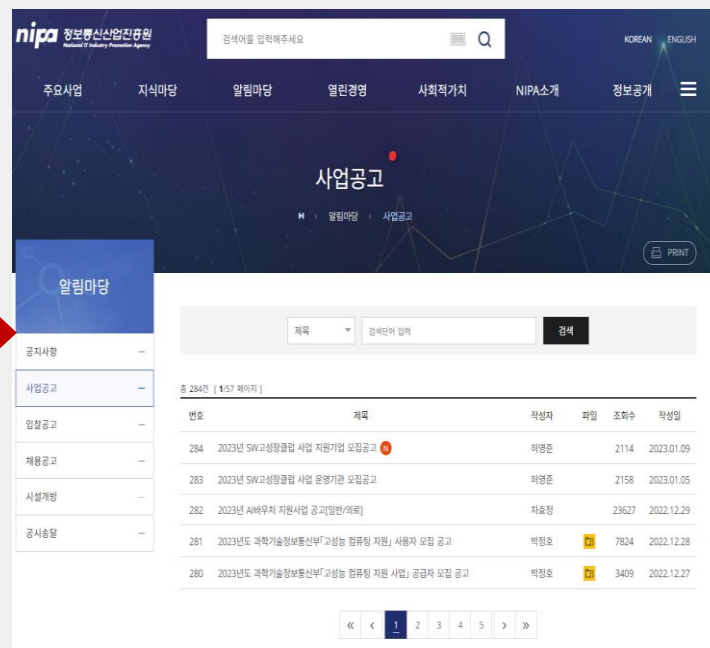 nipa 정보통신산업진흥원
National IT Industry Promotion Agency
검색어를 입력해주세요
KOREAN ENGLISH
주요사업 지식마당 알림마당 열린경영 사회적가치 NIPA소개 정보공개
사업공고
H > 알림마당 > 사업공고
PRINT
알림마당
공지사항
사업공고
입찰공고
채용공고
시설개방
공시송달
제목 검색단어 입력 검색
총 284건 [ 1/57 페이지 ]
번호 제목 작성자 파일 조회수 작성일
284 2023년 SW고성장클럽 사업 지원기업 모집공고 N 허영준 2114 2023.01.09
283 2023년 SW고성장클럽 사업 운영기관 모집공고 허영준 2158 2023.01.05
282 2023년 AI바우처 지원사업 공고[일반/의료] 차효정 23627 2022.12.29
281 2023년도 과학기술정보통신부「고성능 컴퓨팅 지원」 사용자 모집 공고 박정호 7824 2022.12.28
280 2023년도 과학기술정보통신부「고성능 컴퓨팅 지원 사업」 공급자 모집 공고 박정호 3409 2022.12.27
« < 1 2 3 4 5 > »